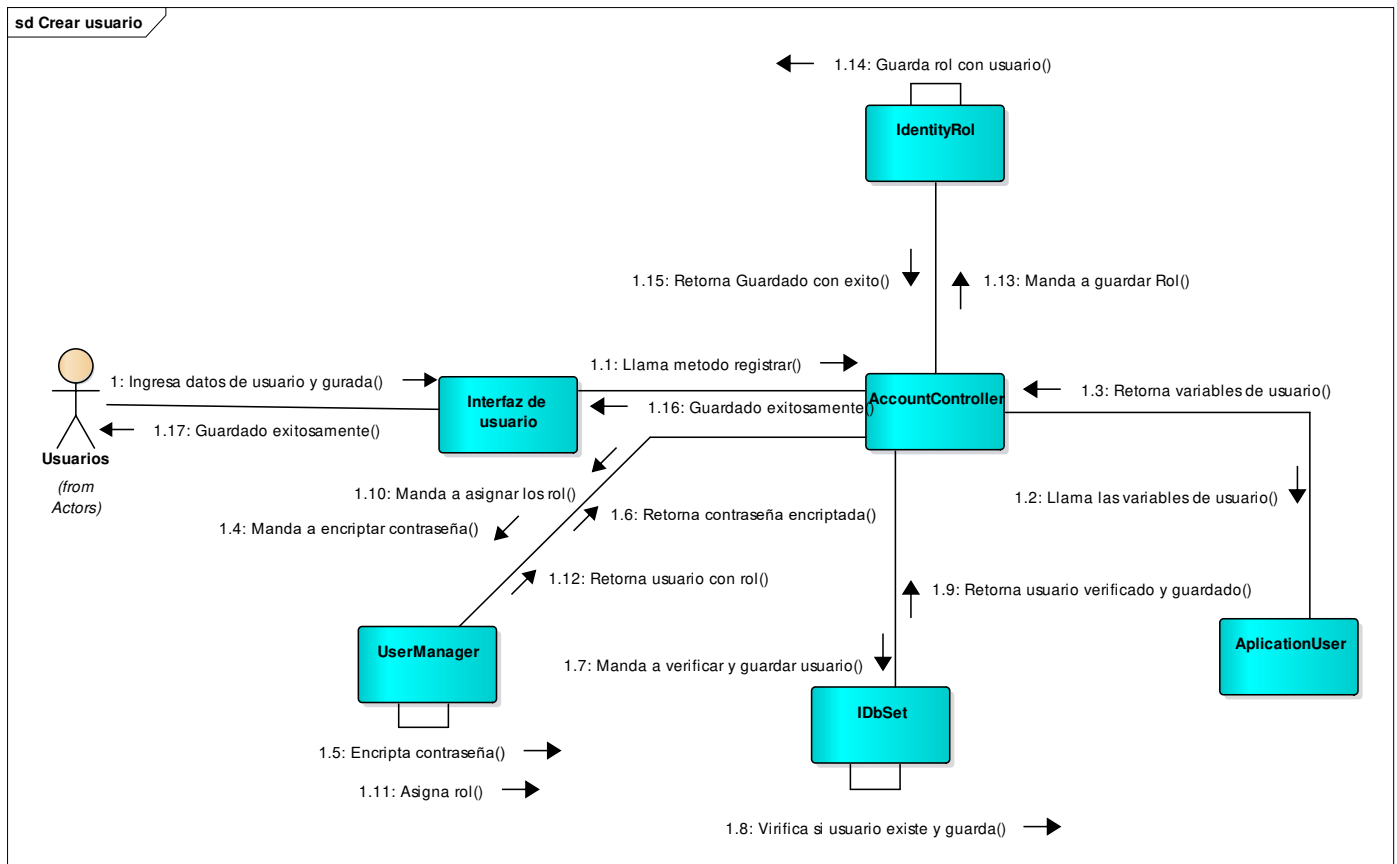 sd Crear usuario
1.14: Guarda rol con usuario()
IdentityRol
1.15: Retorna Guardado con exito()
1.13: Manda a guardar Rol()
1.1: Llama metodo registrar()
1: Ingresa datos de usuario y gurada()
1.3: Retorna variables de usuario()
Interfaz de
usuario
AccountController
1.16: Guardado exitosamente()
1.17: Guardado exitosamente()
Usuarios
(from
Actors)
1.10: Manda a asignar los rol()
1.2: Llama las variables de usuario()
1.6: Retorna contraseña encriptada()
1.4: Manda a encriptar contraseña()
1.12: Retorna usuario con rol()
1.9: Retorna usuario verificado y guardado()
UserManager
AplicationUser
1.7: Manda a verificar y guardar usuario()
IDbSet
1.5: Encripta contraseña()
1.11: Asigna rol()
1.8: Virifica si usuario existe y guarda()